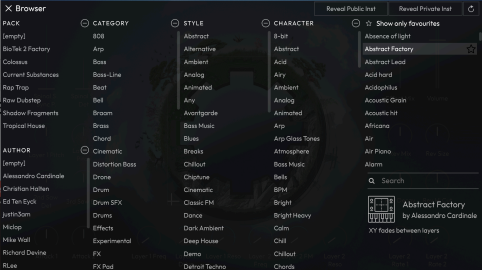 Browser
Reveal Public Inst
Reveal Private Inst
PACK
[empty]
BioTek 2 Factory
Colossus
Current Substances
Rap Trap
Raw Dubstep
Shadow Fragments
Tropical House
AUTHOR
[empty]
Alessandro Cardinale
Christian Halten
Ed Ten Eyck
justin3am
Miclop
Mike Wall
Richard Devine
RLee
CATEGORY
808
Arp
Bass
Bass-Line
Beat
Bell
Braam
Brass
Chord
Cinematic
Distortion Bass
Drone
Drum
Drum SFX
Drums
Effects
Experimental
FX
FX Pad
STYLE
Abstract
Alternative
Ambient
Analog
Animated
Any
Avantgarde
Bass Music
Blues
Breaks
Chillout
Chiptune
Cinematic
Classic FM
Dance
Dark Ambient
Deep House
Demo
Detroit Techno
CHARACTER
8-bit
Abstract
Acid
Airy
Ambient
Analog
Animated
Arp
Arp Glass Tones
Atmosphere
Bass Music
Bells
BPM
Bright
Bright Heavy
Calm
Chill
Chillout
Chords
Show only favourites
Absence of light
Abstract Factory
Abstract Lead
Acid hard
Acidophilus
Acoustic Grain
Acoustic hit
Africana
Air
Air Piano
Alarm
Search
Abstract Factory
by Alessandro Cardinale
XY fades between layers